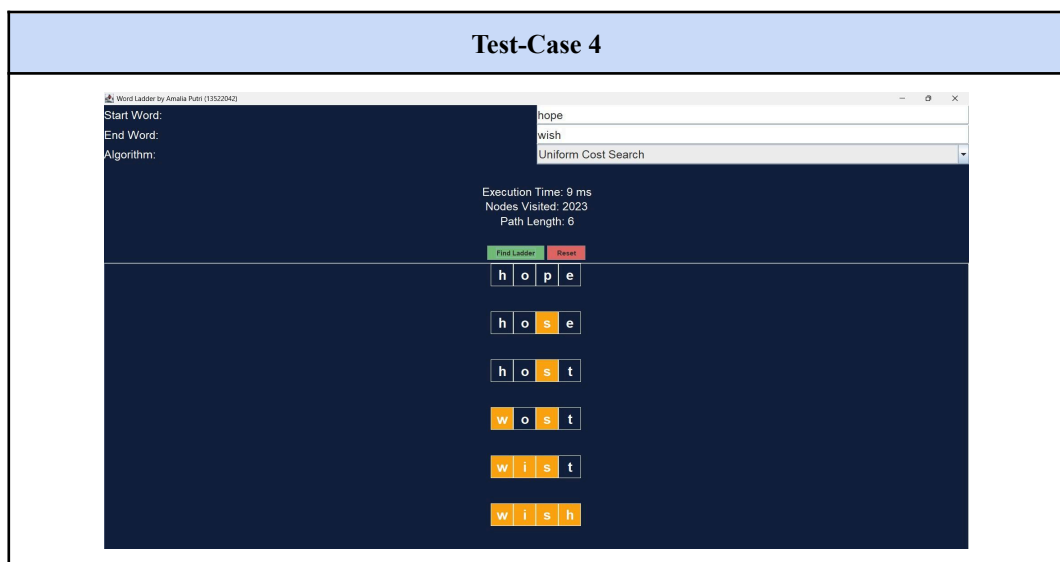 Test-Case 4
Word Ladder by Amalia Putri (13522042)
Start Word: hope
End Word: wish
Algorithm: Uniform Cost Search
Execution Time: 9 ms
Nodes Visited: 2023
Path Length: 6
Find Ladder Reset
h o p e
h o s e
h o s t
w o s t
w i s t
w i s h